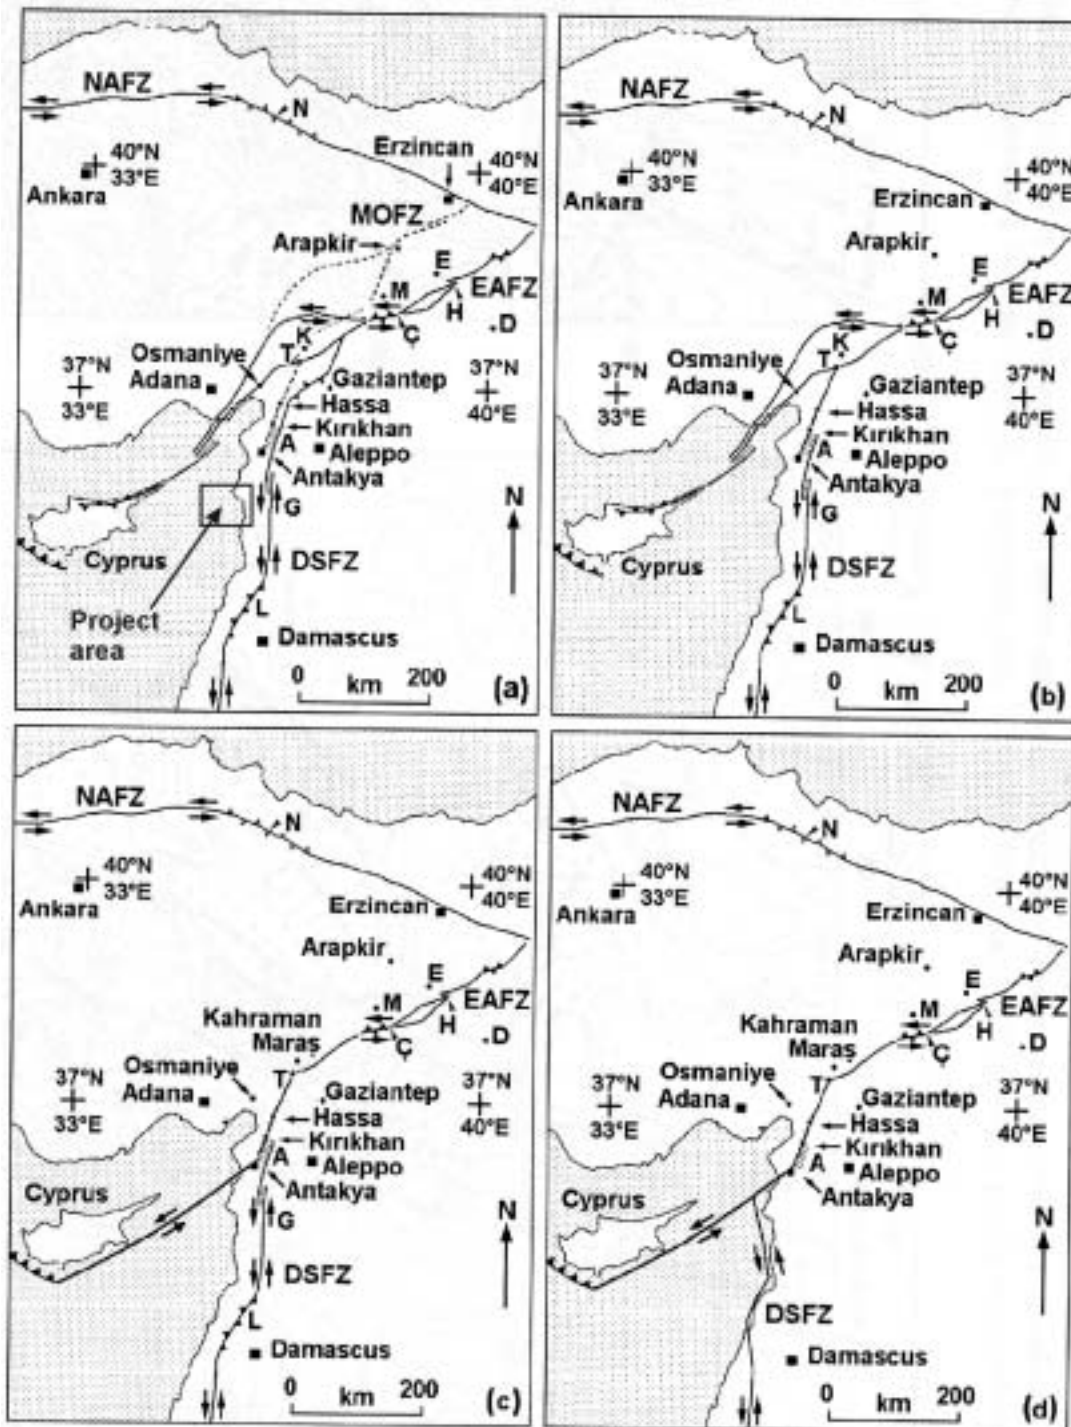 NAFZ
N
Erzincan
40°N
33°E
40°N
40°E
Ankara
MOFZ
Arapkir
E
M
EAFZ
H
Ç
D
K
T
Osmaniye
37°N
Adana
33°E
Gaziantep
37°N
40°E
Hassa
Kırıkhan
A
Aleppo
Antakya
G
N
Cyprus
DSFZ
Project
area
L
Damascus
0 200
km
(a)
NAFZ
N
40°N
33°E
40°N
40°E
Ankara
Erzincan
Arapkir
E
M
EAFZ
H
Ç
D
K
T
Osmaniye
37°N
Adana
33°E
Gaziantep
37°N
40°E
Hassa
Kırıkhan
A
Aleppo
Antakya
G
N
Cyprus
DSFZ
L
Damascus
0 200
km
(b)
NAFZ
N
40°N
33°E
40°N
40°E
Ankara
Erzincan
Arapkir
E
M
EAFZ
H
Ç
D
Kahraman
Maraş
T
Osmaniye
37°N
Adana
33°E
Gaziantep
37°N
40°E
Hassa
Kırıkhan
A
Aleppo
Antakya
Cyprus
G
N
DSFZ
L
Damascus
0 200
km
(c)
NAFZ
N
40°N
33°E
40°N
40°E
Ankara
Erzincan
Arapkir
E
M
EAFZ
H
Ç
D
Kahraman
Maraş
T
Osmaniye
37°N
Adana
33°E
Gaziantep
37°N
40°E
Hassa
Kırıkhan
A
Aleppo
Antakya
Cyprus
N
DSFZ
Damascus
0 200
km
(d)